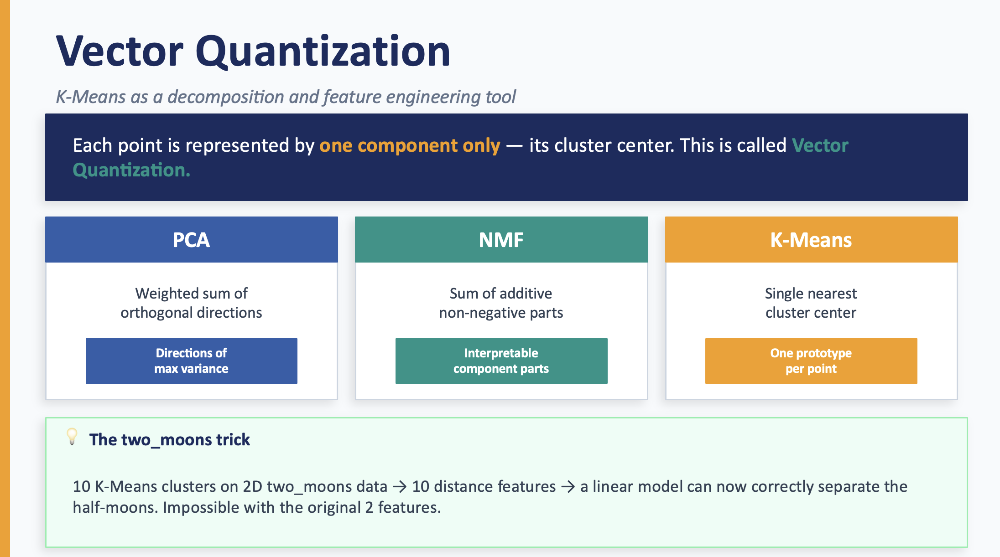 Vector Quantization
K-Means as a decomposition and feature engineering tool
Each point is represented by one component only — its cluster center. This is called Vector
Quantization.
PCA
Weighted sum of
orthogonal directions
Directions of
max variance
NMF
Sum of additive
non-negative parts
Interpretable
component parts
K-Means
Single nearest
cluster center
One prototype
per point
The two_moons trick
10 K-Means clusters on 2D two_moons data → 10 distance features → a linear model can now correctly separate the
half-moons. Impossible with the original 2 features.